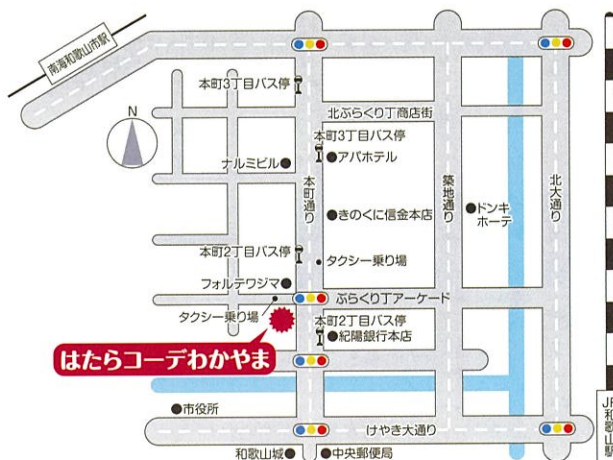 南海和歌山市駅
N
本町3丁目バス停
北ぶらくり丁商店街
本町3丁目バス停
ナルミビル
アパホテル
本町通り
築地通り
北大通り
きのくに信金本店
ドンキ
ホーテ
本町2丁目バス停
タクシー乗り場
フォルテワジマ
ぶらくり丁アーケード
タクシー乗り場
本町2丁目バス停
紀陽銀行本店
はたらコーデわかやま
市役所
けやき大通り
和歌山城
中央郵便局
JR和歌山駅